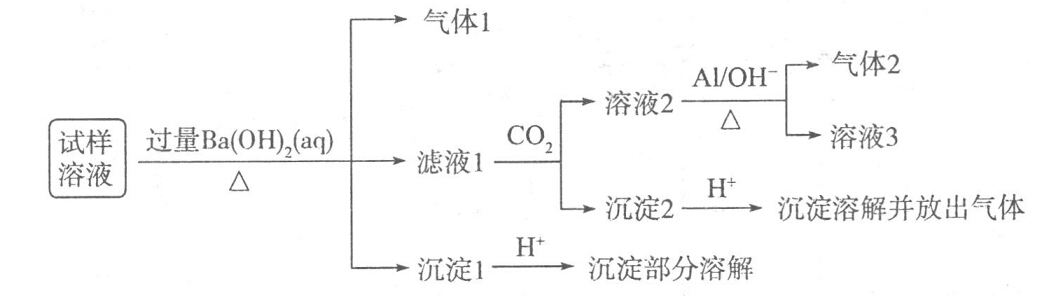 气体1
试样
溶液
过量Ba(OH)₂(aq)
△
滤液1
CO₂
溶液2
Al/OH⁻
△
气体2
溶液3
沉淀2
H⁺
沉淀溶解并放出气体
沉淀1
H⁺
沉淀部分溶解